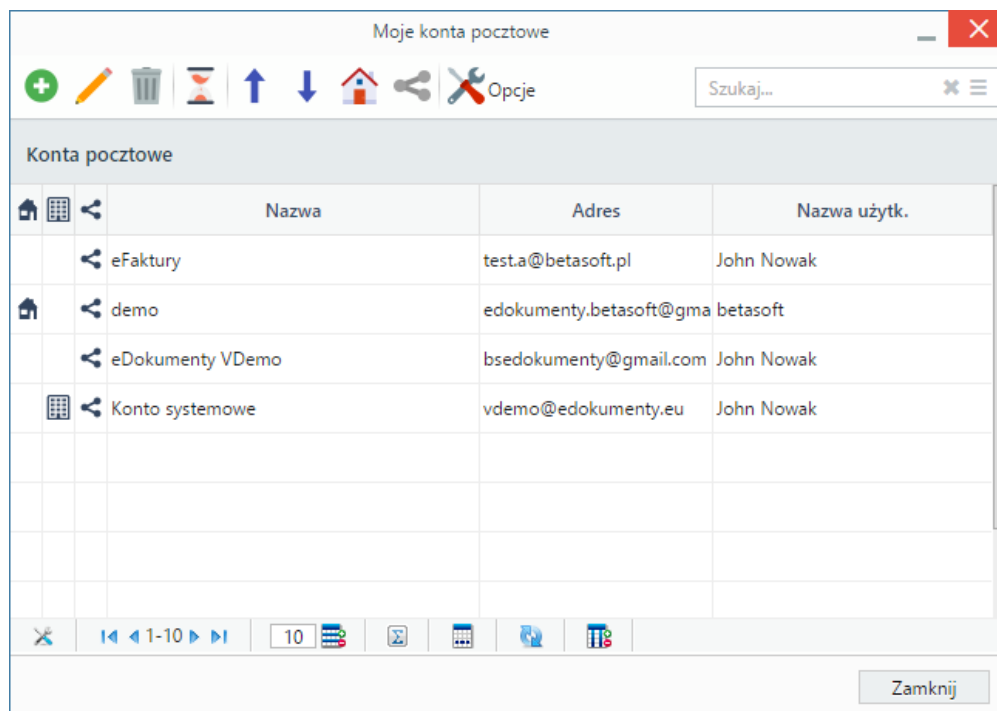 Moje konta pocztowe
Opcje
Szukaj...
Konta pocztowe
Nazwa Adres Nazwa użytk.
eFaktury test.a@betasoft.pl John Nowak
demo edokumenty.betasoft@gma betasoft
eDokumenty VDemo bsedokumenty@gmail.com John Nowak
Konto systemowe vdemo@edokumenty.eu John Nowak
1-10 10
Zamknij